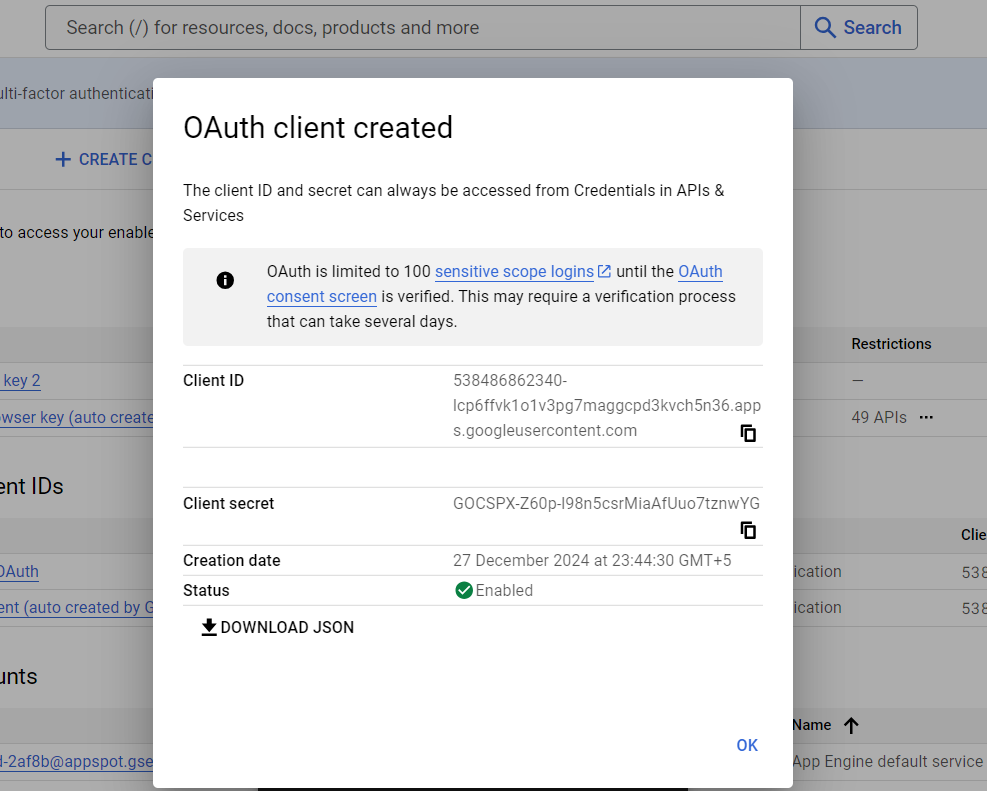 Search (/) for resources, docs, products and more
Search
ulti-factor authenticati
CREATE C
OAuth client created
The client ID and secret can always be accessed from Credentials in APIs &
Services
to access your enable
OAuth is limited to 100 sensitive scope logins until the OAuth
consent screen is verified. This may require a verification process
that can take several days.
Restrictions
Client ID
538486862340-
lcp6ffvk1o1v3pg7maggcpd3kvch5n36.app
s.googleusercontent.com
key 2
—
owser key (auto create
49 APIs
ent IDs
Client secret
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
Clie
Creation date
27 December 2024 at 23:44:30 GMT+5
OAuth
ication
538
Status
Enabled
ent (auto created by G
ication
538
DOWNLOAD JSON
unts
Name
OK
d-2af8b@appspot.gse
App Engine default service